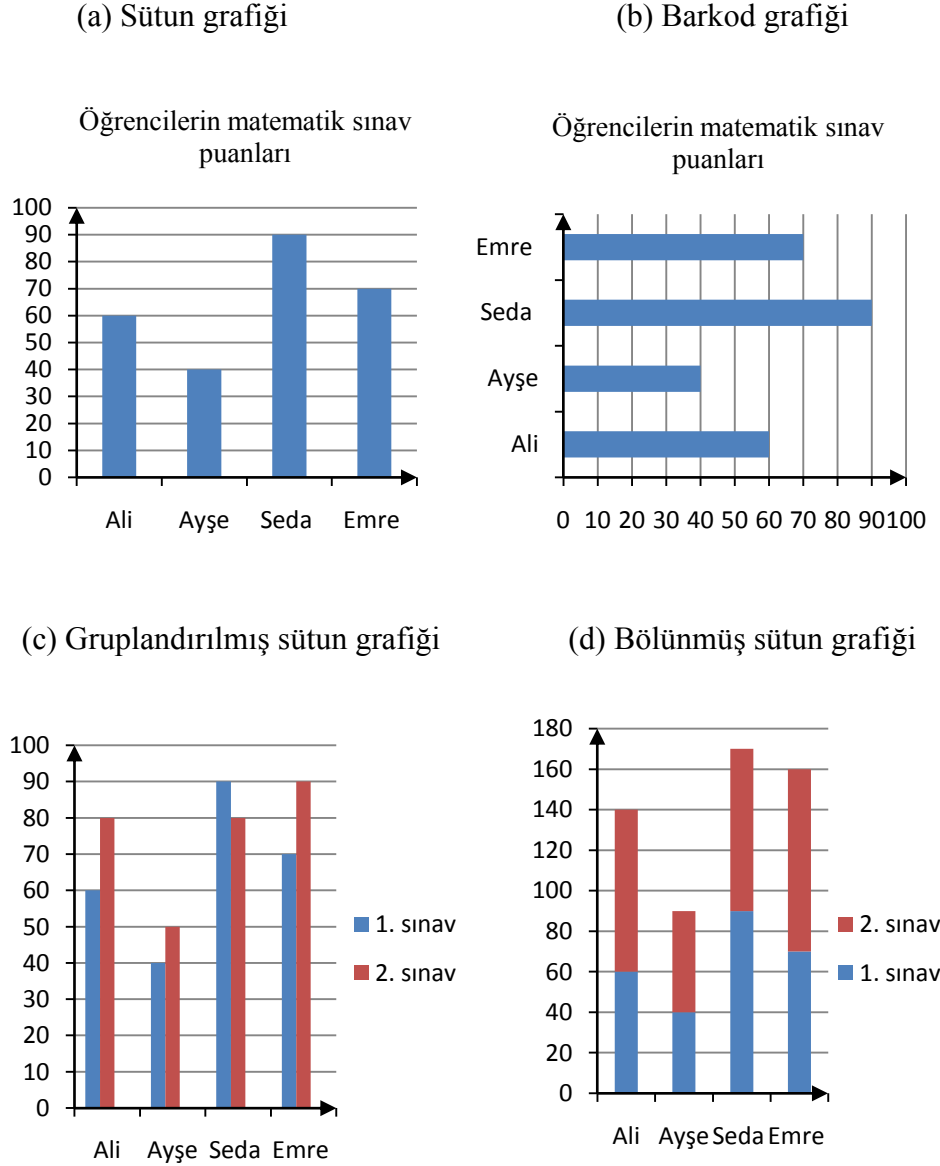 (a) Sütun grafiği
(b) Barkod grafiği
Öğrencilerin matematik sınav
puanları
100
90
80
70
60
50
40
30
20
10
0
Ali Ayşe Seda Emre
Öğrencilerin matematik sınav
puanları
Emre
Seda
Ayşe
Ali
0 10 20 30 40 50 60 70 80 90 100
(c) Gruplandırılmış sütun grafiği
(d) Bölünmüş sütun grafiği
100
90
80
70
60
50
40
30
20
10
0
Ali Ayşe Seda Emre
1. sınav
2. sınav
180
160
140
120
100
80
60
40
20
0
Ali Ayşe Seda Emre
2. sınav
1. sınav